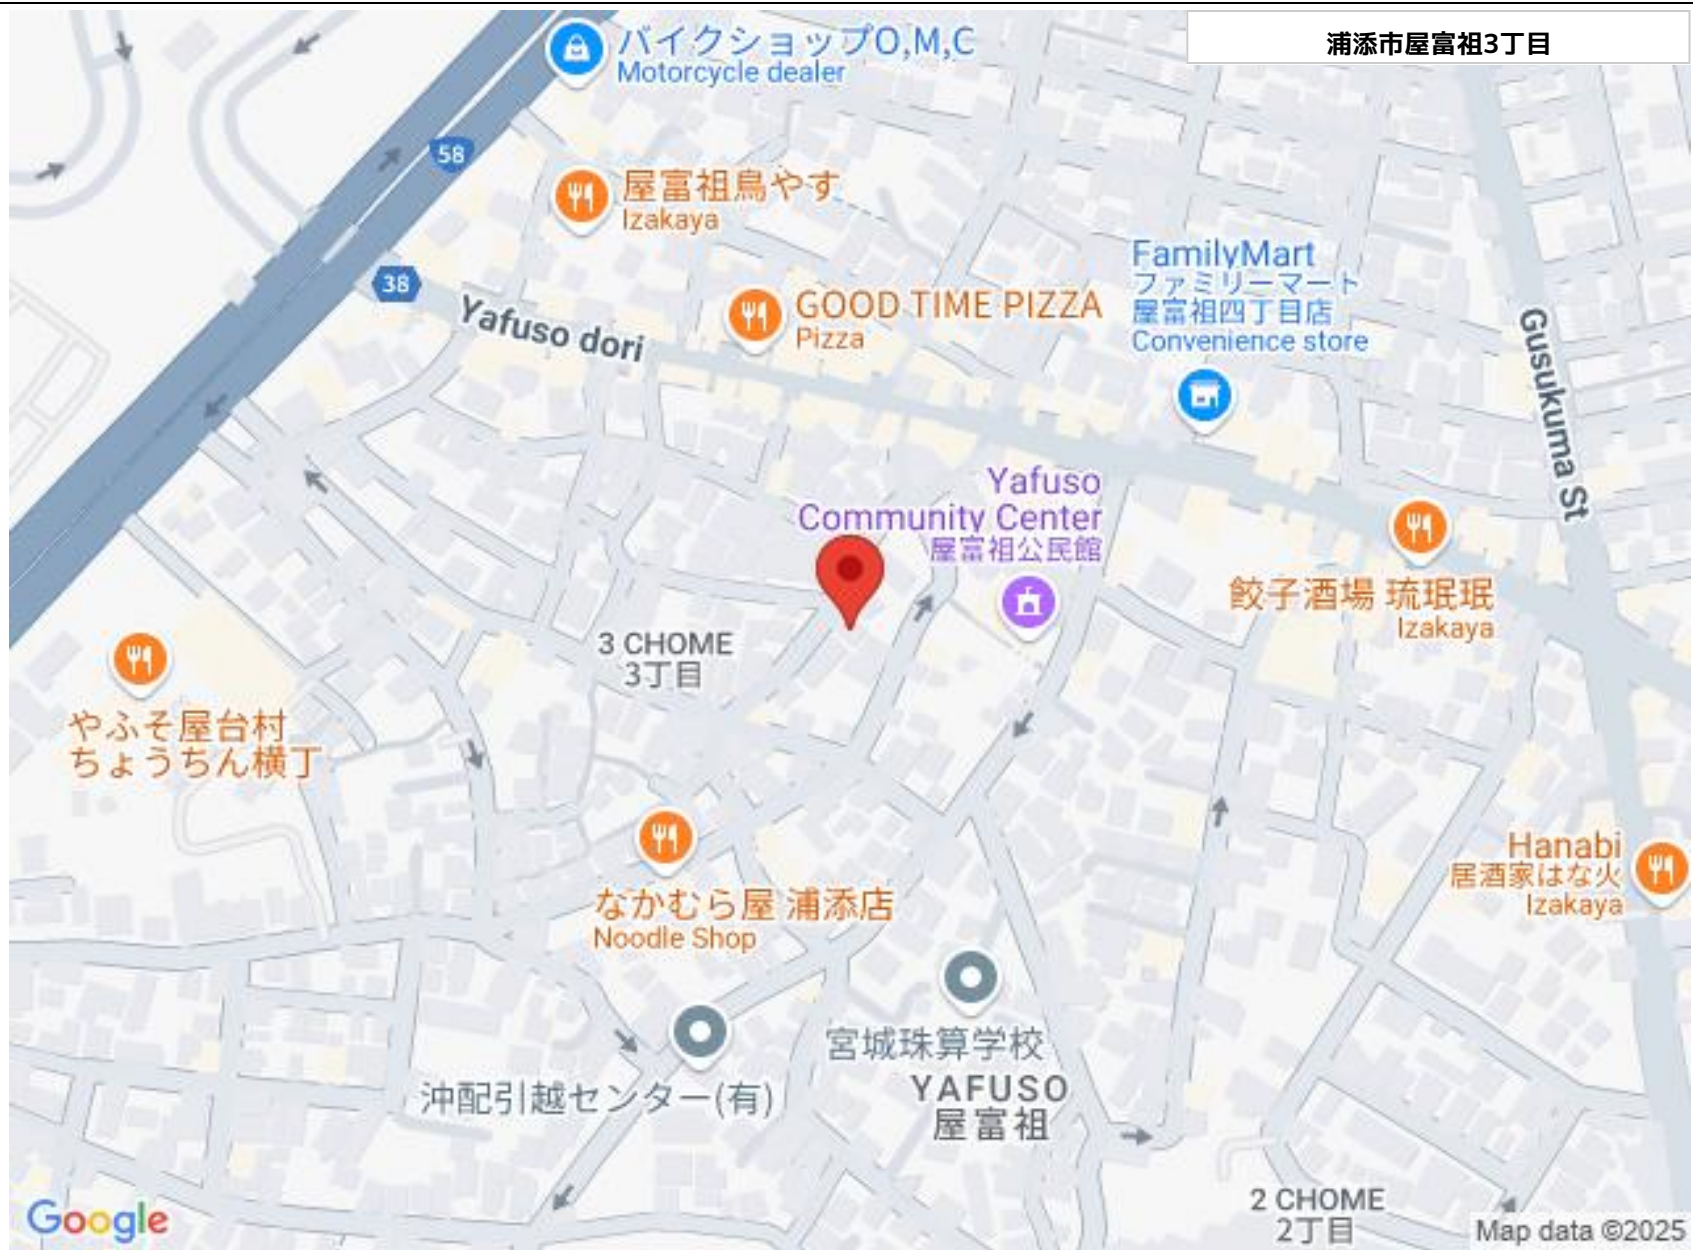 浦添市屋富祖3丁目
バイクショップO,M,C
Motorcycle dealer
58
屋富祖鳥やす
Izakaya
38
Yafuso dori
GOOD TIME PIZZA
Pizza
FamilyMart
ファミリーマート
屋富祖四丁目店
Convenience store
Gusukuma St
Yafuso
Community Center
屋富祖公民館
餃子酒場 琉珉珉
Izakaya
3 CHOME
3丁目
やふそ屋台村
ちょうちん横丁
なかむら屋 浦添店
Noodle Shop
Hanabi
居酒家はな火
Izakaya
宮城珠算学校
沖配引越センター(有)
YAFUSO
屋富祖
2 CHOME
2丁目
Google
Map data ©2025